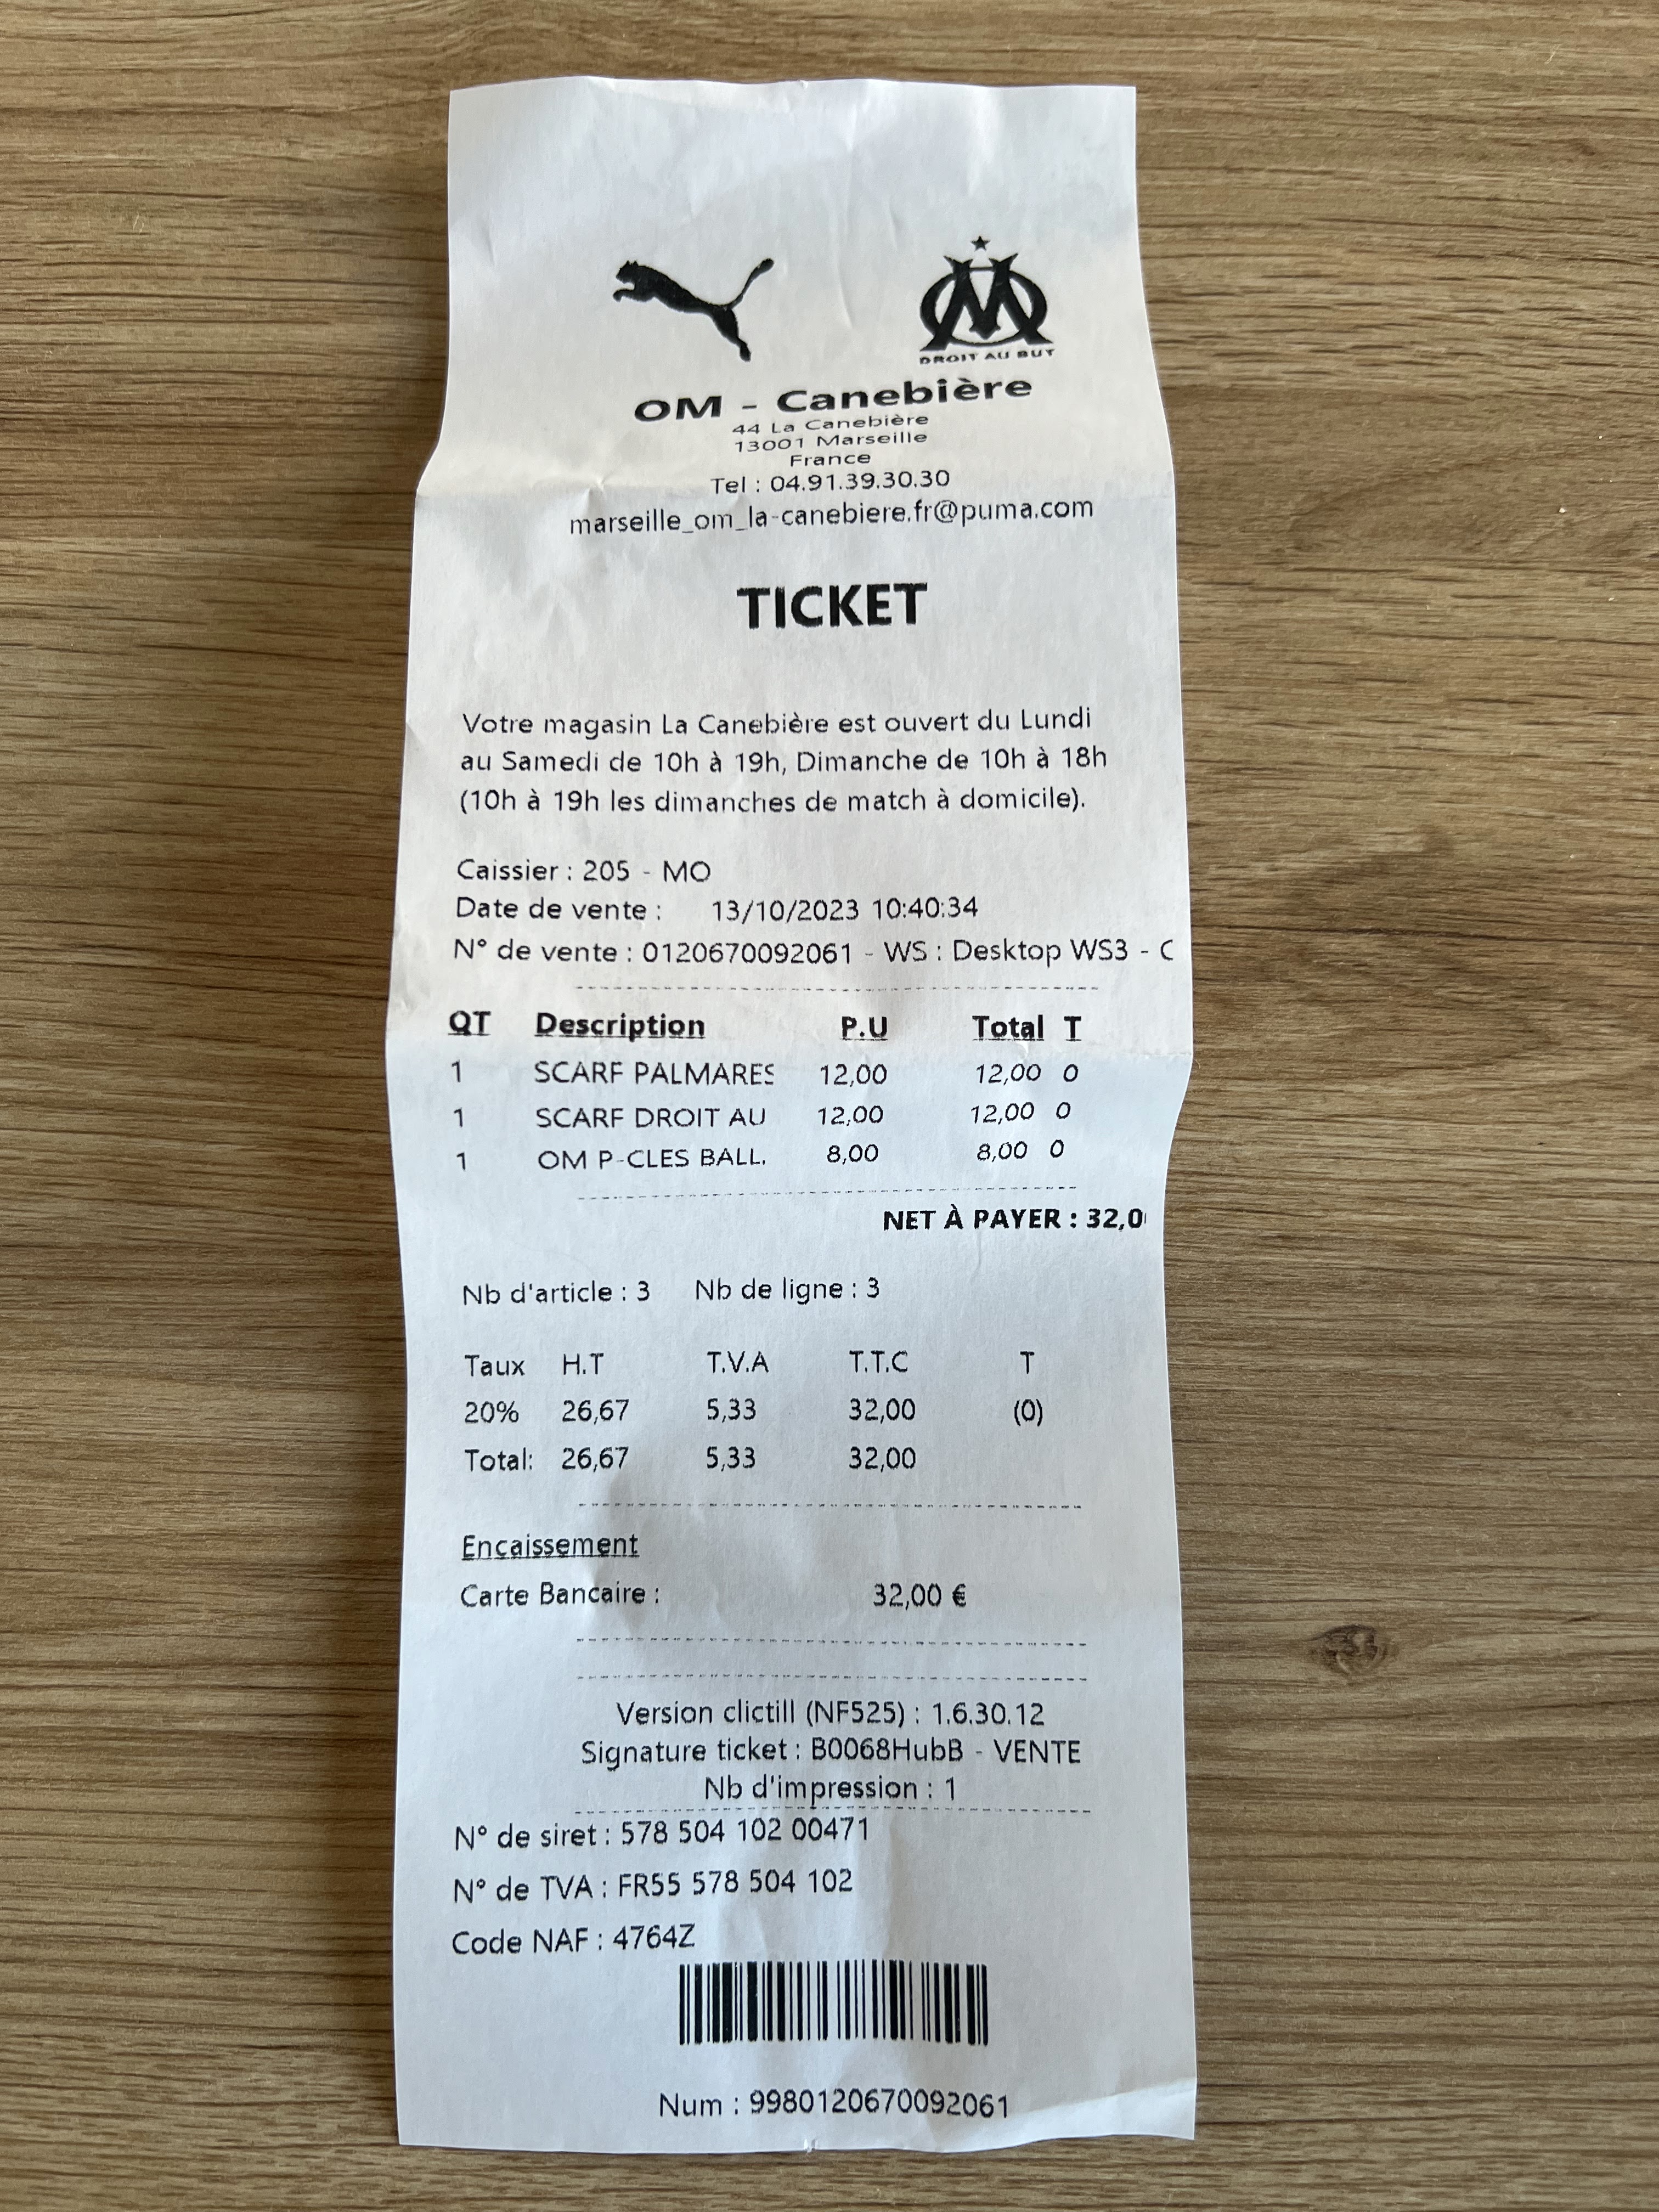 DROIT AU BUT
OM - Canebière
44 La Canebière
13001 Marseille
France
Tel : 04.91.39.30.30
marseille_om_la-canebiere.fr@puma.com
TICKET
Votre magasin La Canebière est ouvert du Lundi
au Samedi de 10h à 19h, Dimanche de 10h à 18h
(10h à 19h les dimanches de match à domicile).
Caissier : 205 - MO
Date de vente : 13/10/2023 10:40:34
N° de vente : 0120670092061 - WS : Desktop WS3 - C
QT Description P.U Total T
1 SCARF PALMARES 12,00 12,00 0
1 SCARF DROIT AU 12,00 12,00 0
1 OM P-CLES BALL. 8,00 8,00 0
NET À PAYER : 32,0
Nb d'article : 3 Nb de ligne : 3
Taux H.T T.V.A T.T.C T
20% 26,67 5,33 32,00 (0)
Total: 26,67 5,33 32,00
Encaissement
Carte Bancaire : 32,00 €
Version clictill (NF525) : 1.6.30.12
Signature ticket : B0068HubB - VENTE
Nb d'impression : 1
N° de siret : 578 504 102 00471
N° de TVA : FR55 578 504 102
Code NAF : 4764Z
Num : 9980120670092061